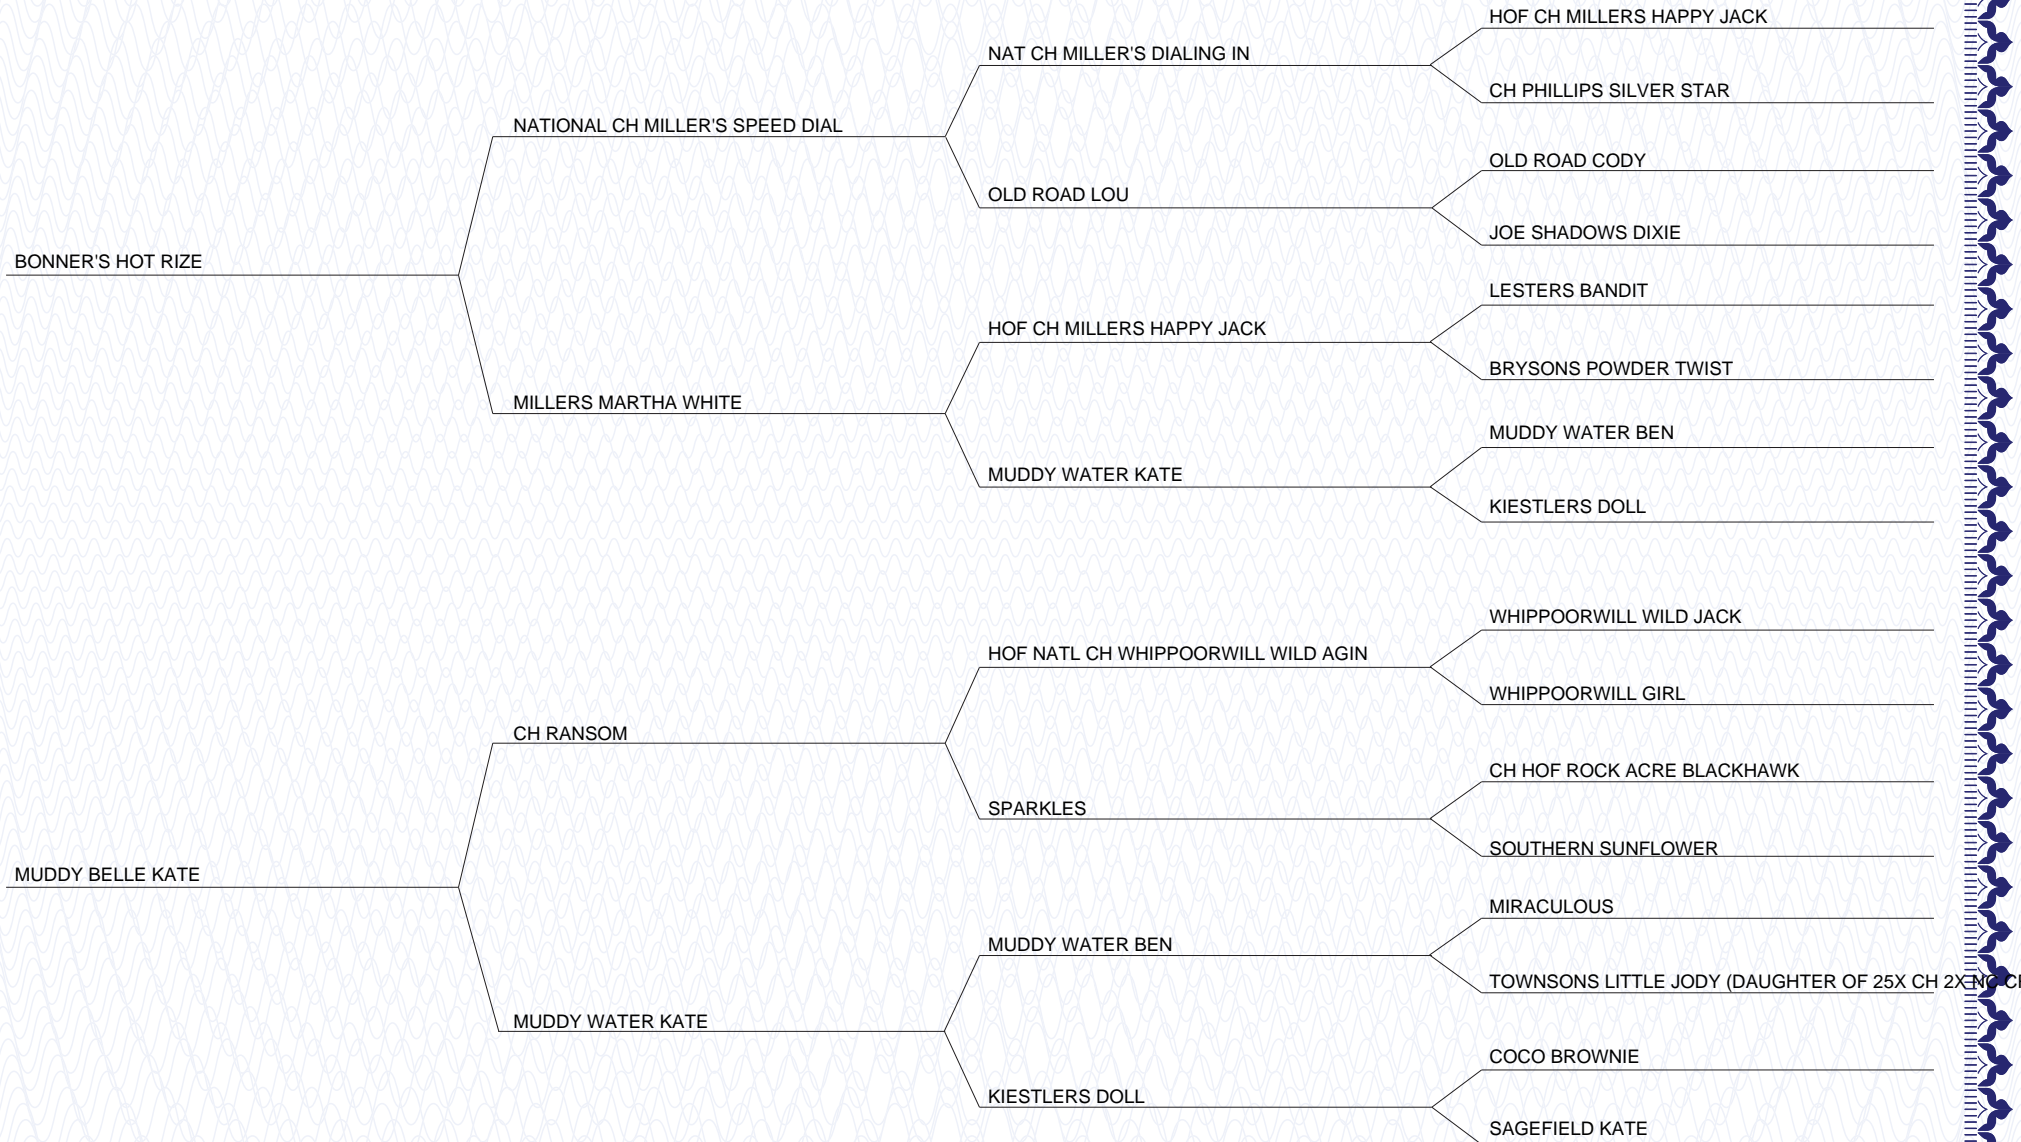 HOF CH MILLERS HAPPY JACK
NAT CH MILLER'S DIALING IN
CH PHILLIPS SILVER STAR
NATIONAL CH MILLER'S SPEED DIAL
OLD ROAD CODY
OLD ROAD LOU
JOE SHADOWS DIXIE
BONNER'S HOT RIZE
LESTERS BANDIT
HOF CH MILLERS HAPPY JACK
BRYSONS POWDER TWIST
MILLERS MARTHA WHITE
MUDDY WATER BEN
MUDDY WATER KATE
KIESTLERS DOLL
WHIPPOORWILL WILD JACK
HOF NATL CH WHIPPOORWILL WILD AGIN
WHIPPOORWILL GIRL
CH RANSOM
CH HOF ROCK ACRE BLACKHAWK
SPARKLES
SOUTHERN SUNFLOWER
MUDDY BELLE KATE
MIRACULOUS
MUDDY WATER BEN
TOWNSONS LITTLE JODY (DAUGHTER OF 25X CH 2X NC
MUDDY WATER KATE
COCO BROWNIE
KIESTLERS DOLL
SAGEFIELD KATE